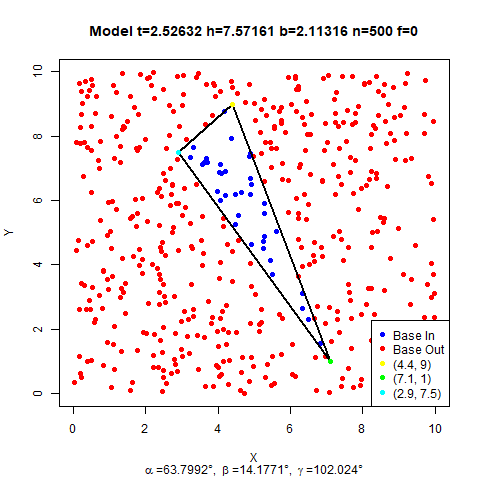 Model t=2.52632 h=7.57161 b=2.11316 n=500 f=0
10
8
6
4
2
0
Y
Base In
Base Out
(4.4, 9)
(7.1, 1)
(2.9, 7.5)
0 2 4 6 8 10
X
α=63.7992°, β=14.1771°, γ=102.024°